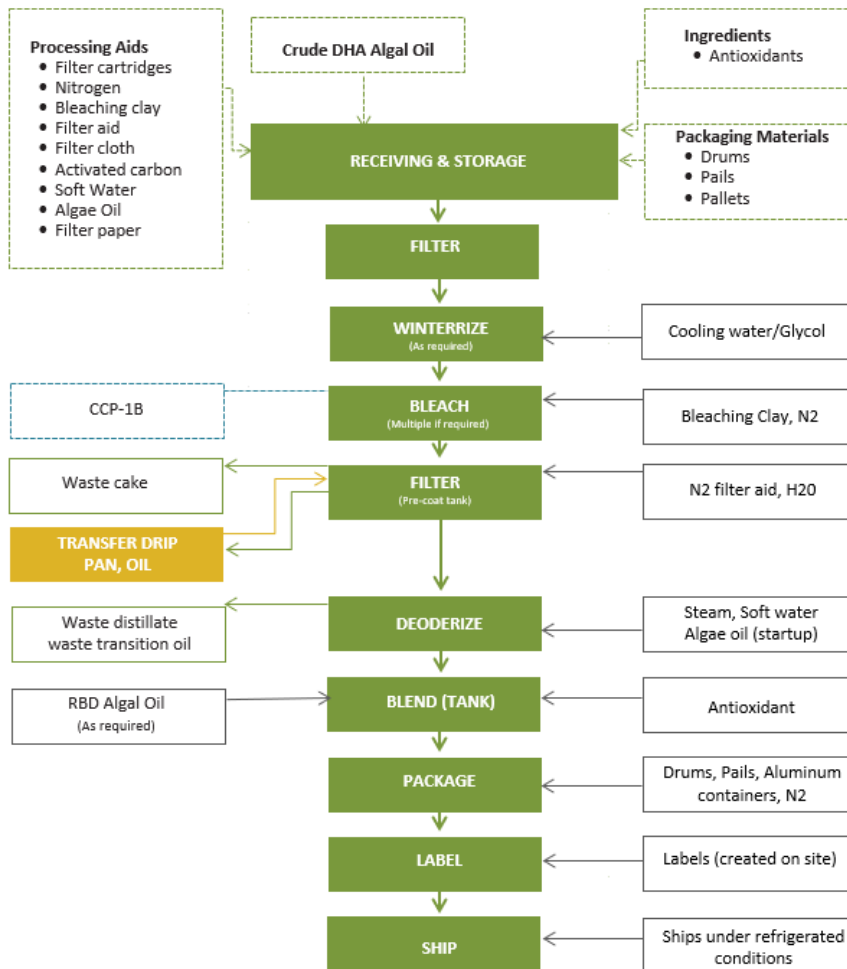 Processing Aids
• Filter cartridges
• Nitrogen
• Bleaching clay
• Filter aid
• Filter cloth
• Activated carbon
• Soft Water
• Algae Oil
• Filter paper
Crude DHA Algal Oil
Ingredients
• Antioxidants
Packaging Materials
• Drums
• Pails
• Pallets
RECEIVING & STORAGE
FILTER
WINTERRIZE
(As required)
Cooling water/Glycol
CCP-1B
BLEACH
(Multiple if required)
Bleaching Clay, N2
Waste cake
FILTER
(Pre-coat tank)
N2 filter aid, H20
TRANSFER DRIP
PAN, OIL
Waste distillate
waste transition oil
DEODERIZE
Steam, Soft water
Algae oil (startup)
RBD Algal Oil
(As required)
BLEND (TANK)
Antioxidant
PACKAGE
Drums, Pails, Aluminum
containers, N2
LABEL
Labels (created on site)
SHIP
Ships under refrigerated
conditions